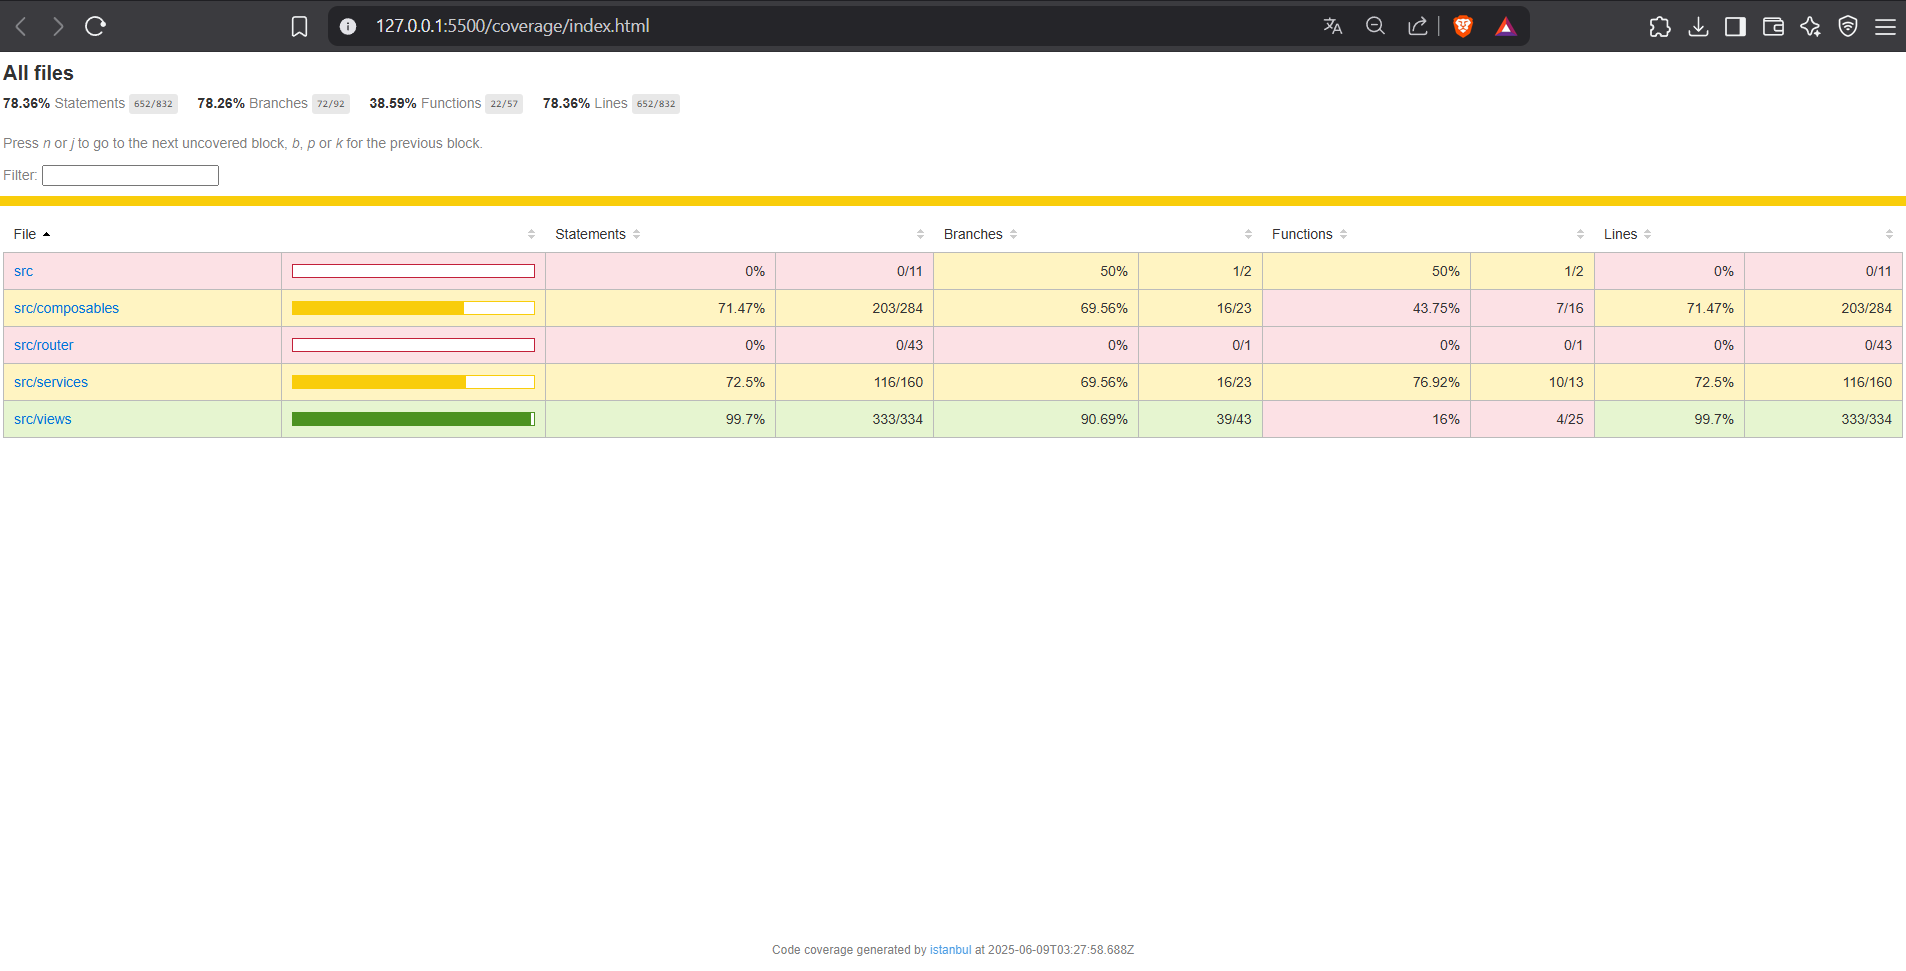 127.0.0.1:5500/coverage/index.html
All files
78.36% Statements 652/832 78.26% Branches 72/92 38.59% Functions 22/57 78.36% Lines 652/832
Press n or j to go to the next uncovered block, b, p or k for the previous block.
Filter:
File Statements Branches Functions Lines
src 0% 0/11 50% 1/2 50% 1/2 0% 0/11
src/composables 71.47% 203/284 69.56% 16/23 43.75% 7/16 71.47% 203/284
src/router 0% 0/43 0% 0/1 0% 0/1 0% 0/43
src/services 72.5% 116/160 69.56% 16/23 76.92% 10/13 72.5% 116/160
src/views 99.7% 333/334 90.69% 39/43 16% 4/25 99.7% 333/334
Code coverage generated by istanbul at 2025-06-09T03:27:58.688Z